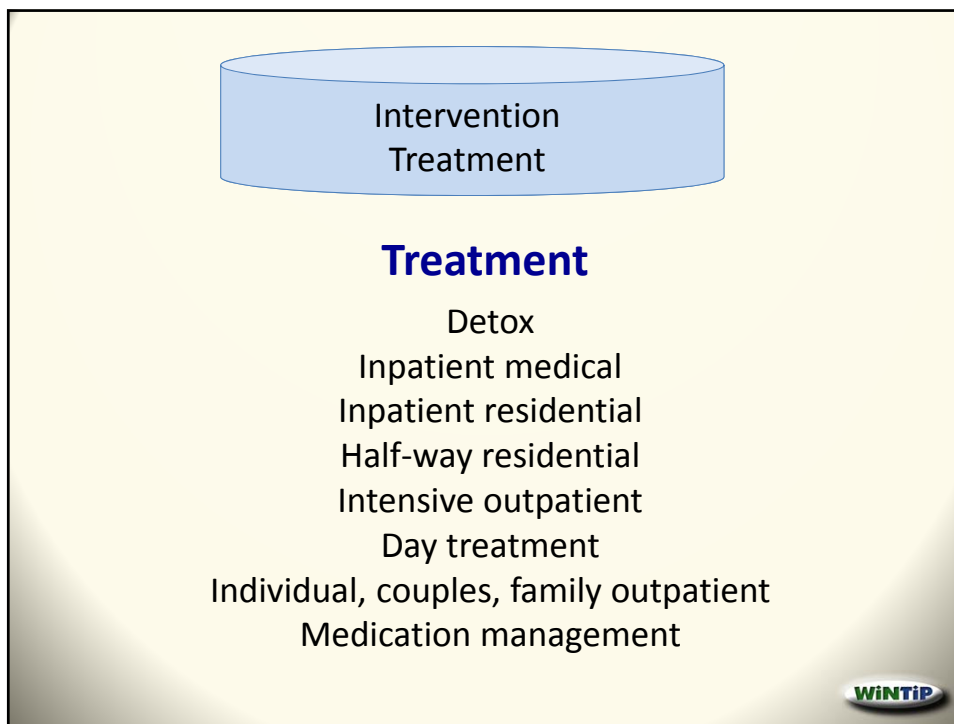 Intervention
Treatment
Treatment
Detox
Inpatient medical
Inpatient residential
Half-way residential
Intensive outpatient
Day treatment
Individual, couples, family outpatient
Medication management
WiNTiP